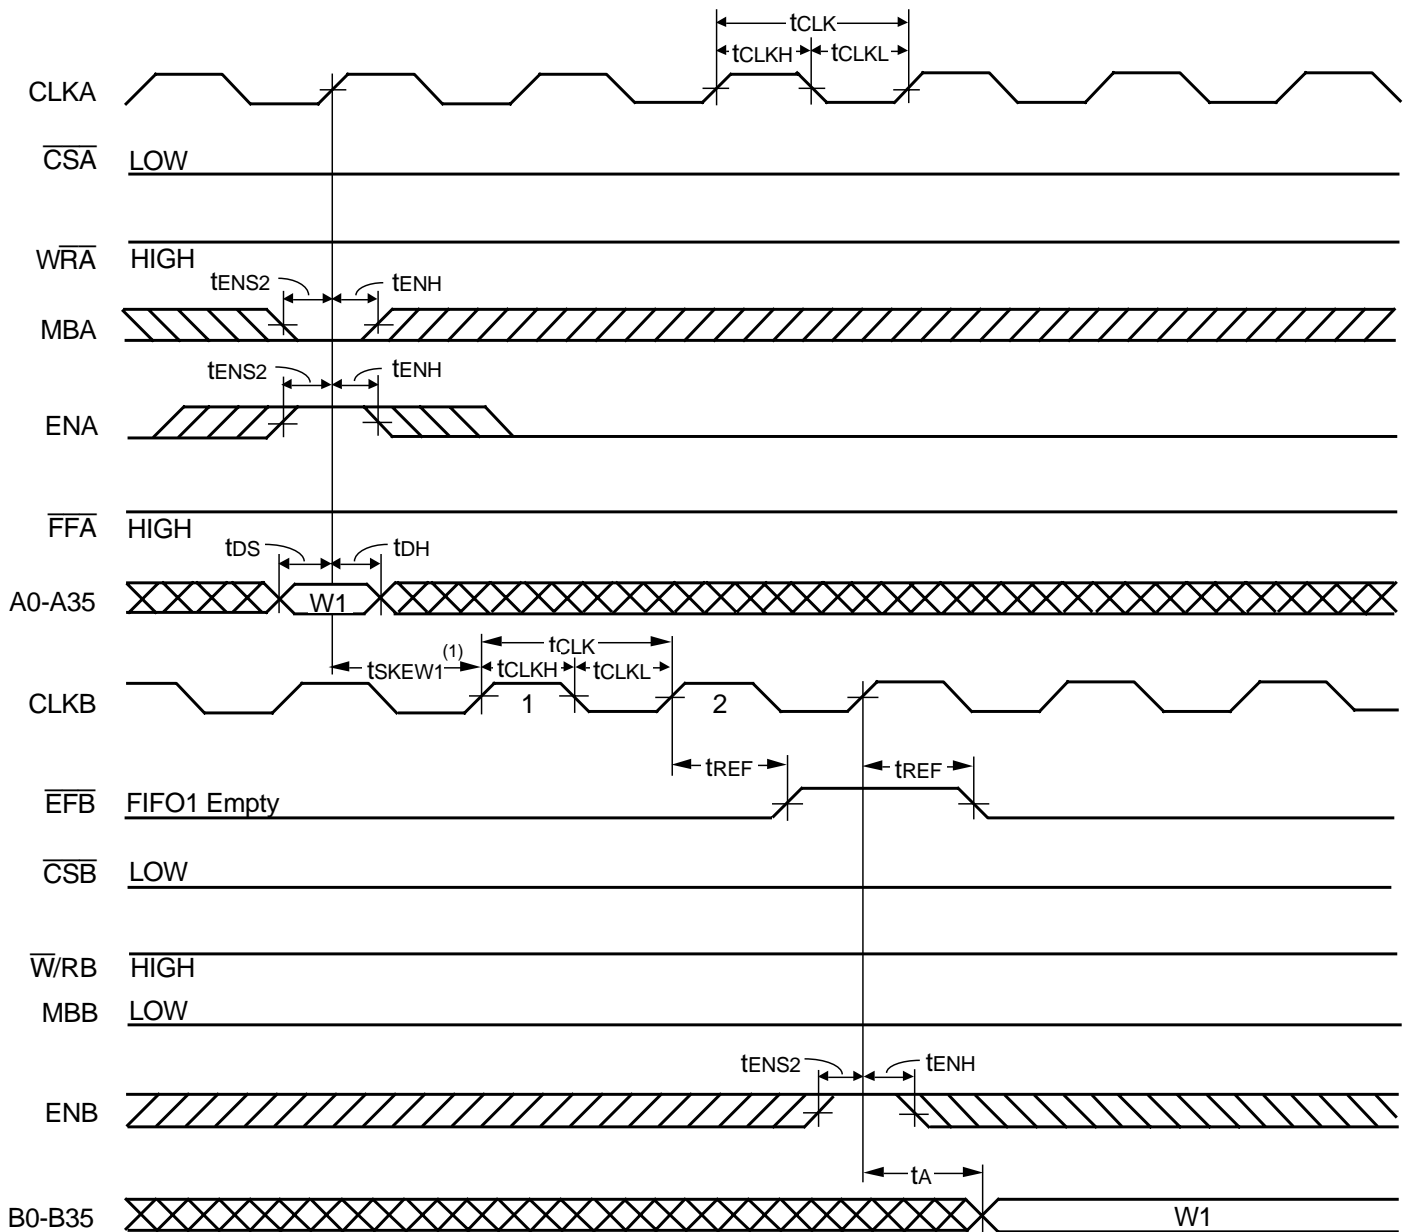 tCLK
tCLKH tCLKL
CLKA
CSA LOW
WRA HIGH
tENS2 tENH
MBA
tENS2 tENH
ENA
FFA HIGH
tDS tDH
A0-A35 W1
tSKEW1(1) tCLK
tCLKH tCLKL
CLKB 1 2
tREF tREF
EFB FIFO1 Empty
CSB LOW
W/RB HIGH
MBB LOW
tENS2 tENH
ENB
tA
B0-B35 W1